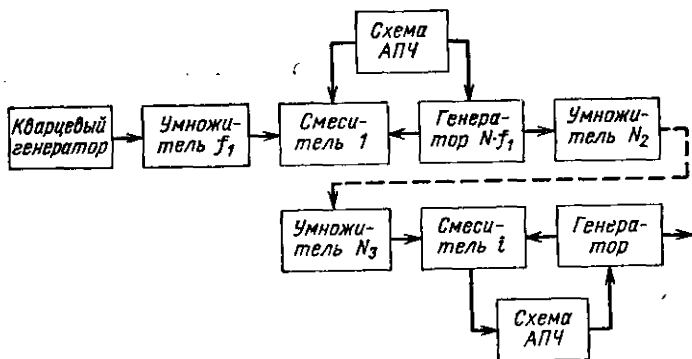 Схема
АПЧ
Кварцевый
генератор
Умножи-
тель f₁
Смеси-
тель 1
Генера-
тор N·f₁
Умножи-
тель N₂
Умножи-
тель N₃
Смеси-
тель i
Генера-
тор
Схема
АПЧ